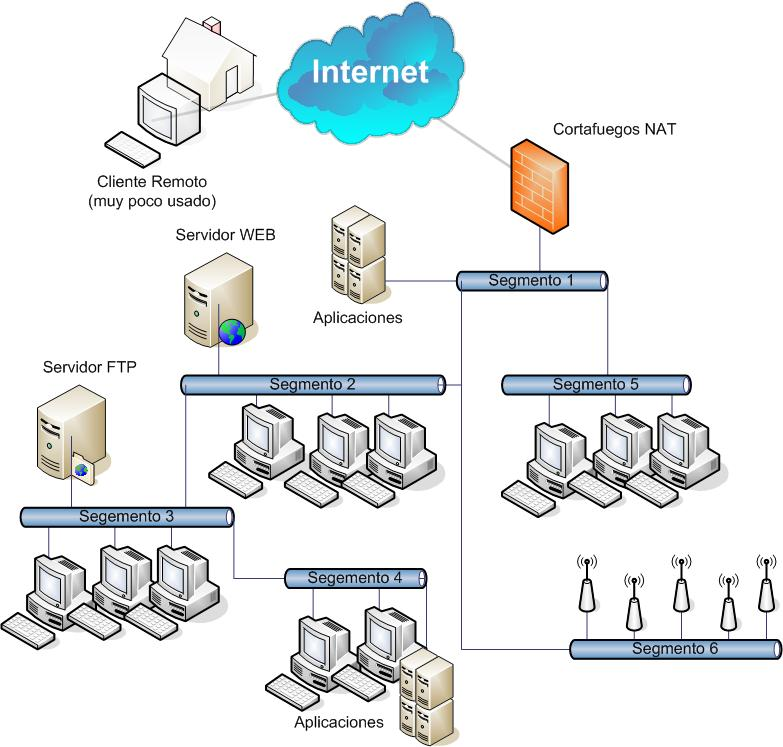 Internet
Cortafuegos NAT
Cliente Remoto
(muy poco usado)
Servidor WEB
Segmento 1
Aplicaciones
Servidor FTP
Segmento 2
Segmento 5
Segemento 3
Segemento 4
Segmento 6
Aplicaciones